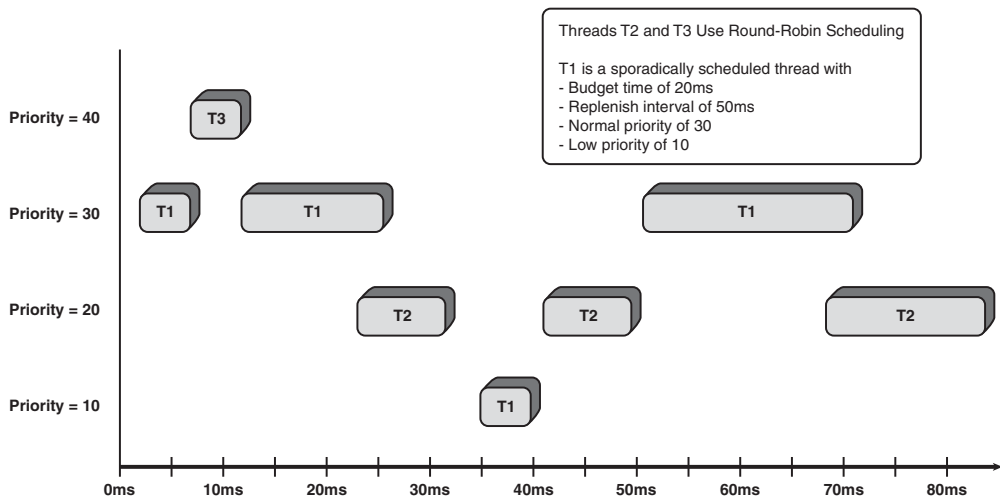 Threads T2 and T3 Use Round-Robin Scheduling
T1 is a sporadically scheduled thread with
- Budget time of 20ms
- Replenish interval of 50ms
- Normal priority of 30
- Low priority of 10
Priority = 40
T3
Priority = 30
T1
T1
T1
Priority = 20
T2
T2
T2
Priority = 10
T1
0ms
10ms
20ms
30ms
40ms
50ms
60ms
70ms
80ms